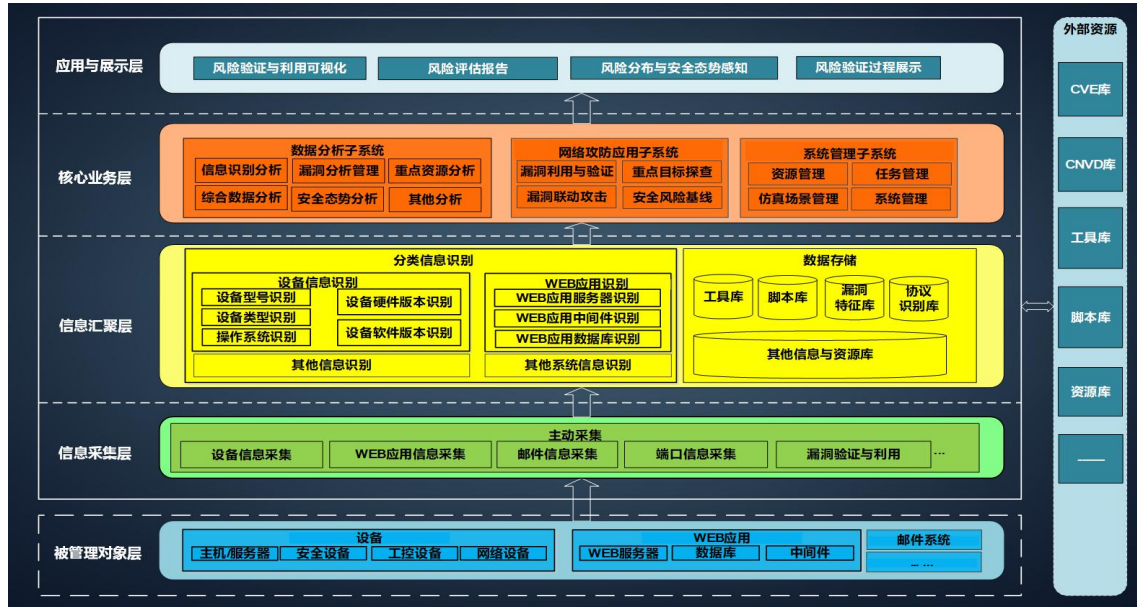 应用与展示层
风险验证与利用可视化
风险评估报告
风险分布与安全态势感知
风险验证过程展示
核心业务层
数据分析子系统
信息识别分析
漏洞分析管理
重点资源分析
综合数据分析
安全态势分析
其他分析
网络攻防应用子系统
漏洞利用与验证
重点目标探查
漏洞联动攻击
安全风险基线
系统管理子系统
资源管理
任务管理
仿真场景管理
系统管理
信息汇聚层
分类信息识别
设备信息识别
设备型号识别
设备类型识别
操作系统识别
设备硬件版本识别
设备软件版本识别
其他信息识别
WEB应用识别
WEB应用服务器识别
WEB应用中间件识别
WEB应用数据库识别
其他系统信息识别
数据存储
工具库
脚本库
漏洞
特征库
协议
识别库
其他信息与资源库
信息采集层
主动采集
设备信息采集
WEB应用信息采集
邮件信息采集
端口信息采集
漏洞验证与利用
...
被管理对象层
设备
主机/服务器
安全设备
工控设备
网络设备
WEB应用
WEB服务器
数据库
中间件
邮件系统
... ...
外部资源
CVE库
CNVD库
工具库
脚本库
资源库
——